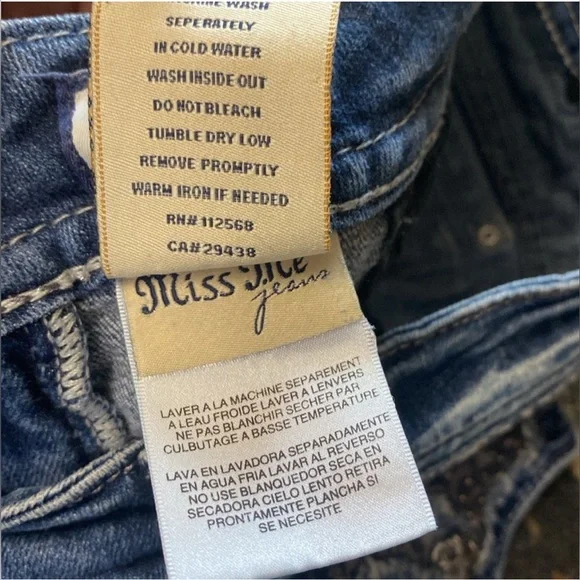 MACHINE WASH
SEPERATELY
IN COLD WATER
WASH INSIDE OUT
DO NOT BLEACH
TUMBLE DRY LOW
REMOVE PROMPTLY
WARM IRON IF NEEDED
RN# 112568
CA# 29438
Miss Me
jeans
LAVER A LA MACHINE SEPAREMENT
A LEAU FROIDE LAVER A LENVERS
NE PAS BLANCHIR SECHER PAR
CULBUTAGE A BASSE TEMPERATURE
LAVA EN LAVADORA SEPARADAMENTE
EN AGUA FRIA LAVAR AL REVERSO
NO USE BLANQUEDOR SECA EN
SECADORA CIELO LENTO RETIRA
PRONTAMENTE PLANCHA SI
SE NECESITE